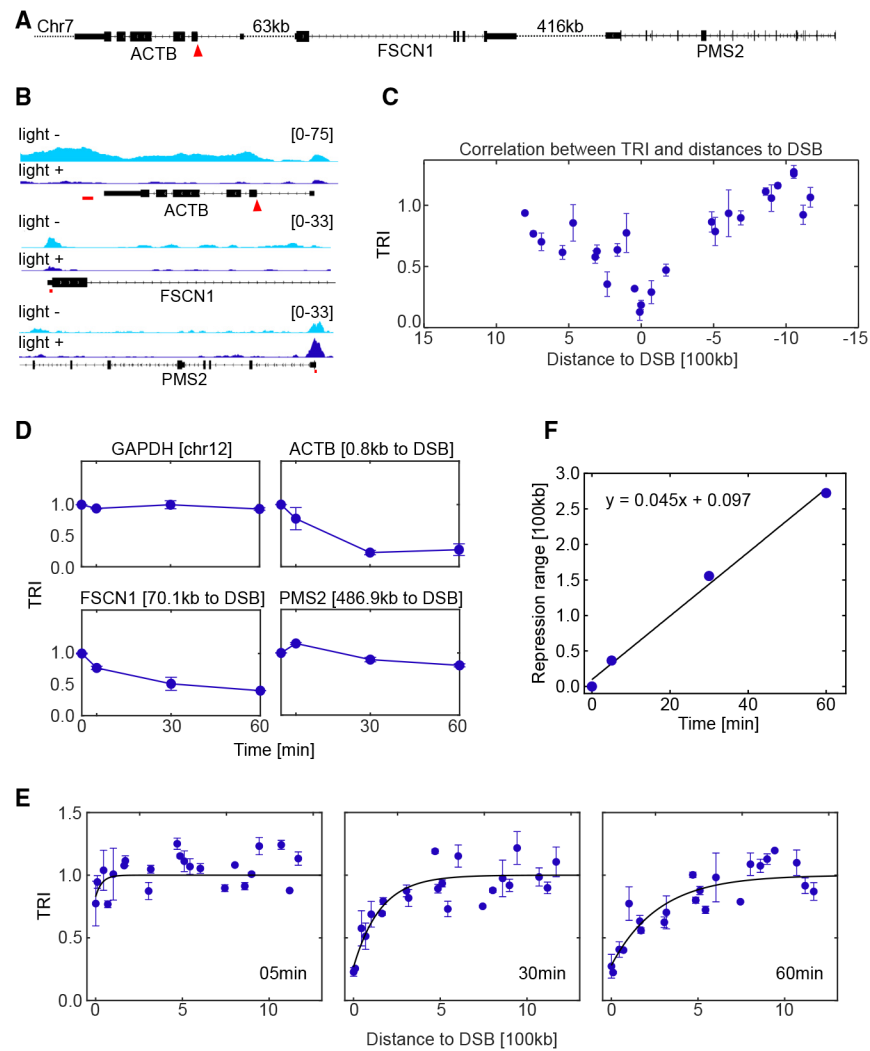 A
Chr7
63kb
416kb
ACTB
FSCN1
PMS2
B
light -
[0-75]
light +
ACTB
light -
[0-33]
light +
FSCN1
light -
[0-33]
light +
PMS2
C
Correlation between TRI and distances to DSB
TRI
1.0
0.5
0.0
15 10 5 0 -5 -10 -15
Distance to DSB [100kb]
D
GAPDH [chr12]
ACTB [0.8kb to DSB]
1.0
0.5
0.0
FSCN1 [70.1kb to DSB]
PMS2 [486.9kb to DSB]
TRI
1.0
0.5
0.0
0 30 60 30 60
Time [min]
F
y = 0.045x + 0.097
Repression range [100kb]
3.0
2.5
2.0
1.5
1.0
0.5
0.0
0 20 40 60
Time [min]
E
TRI
1.5
1.0
0.5
0.0
05min
30min
60min
0 5 10 0 5 10 0 5 10
Distance to DSB [100kb]